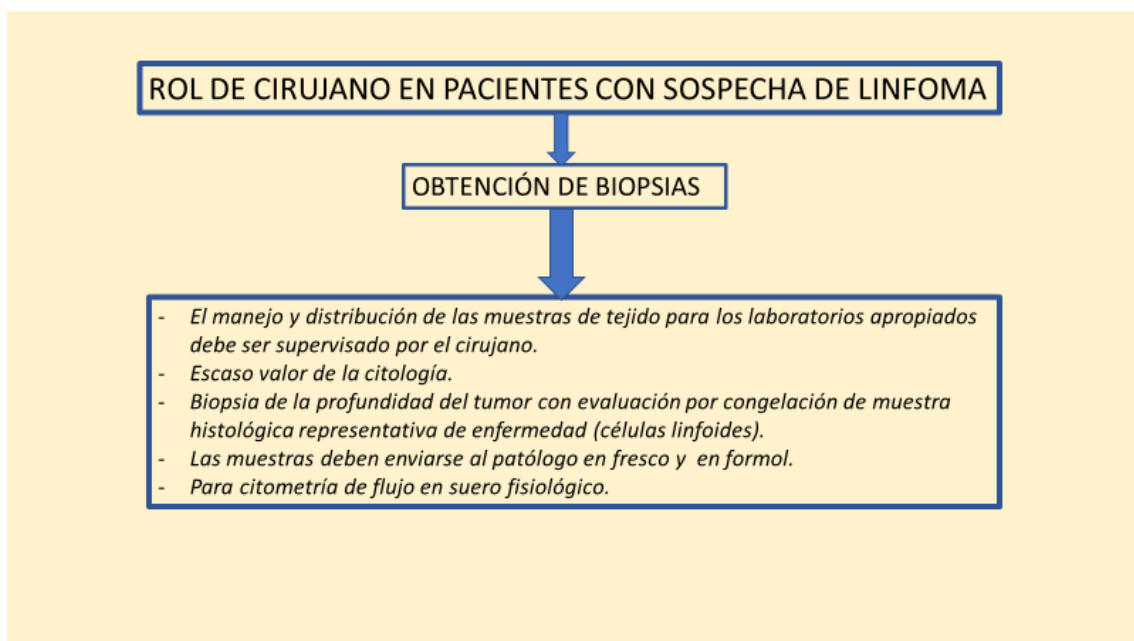 ROL DE CIRUJANO EN PACIENTES CON SOSPECHA DE LINFOMA
OBTENCIÓN DE BIOPSIAS
- El manejo y distribución de las muestras de tejido para los laboratorios apropiados
debe ser supervisado por el cirujano.
- Escaso valor de la citología.
- Biopsia de la profundidad del tumor con evaluación por congelación de muestra
histológica representativa de enfermedad (células linfoides).
- Las muestras deben enviarse al patólogo en fresco y en formol.
- Para citometría de flujo en suero fisiológico.